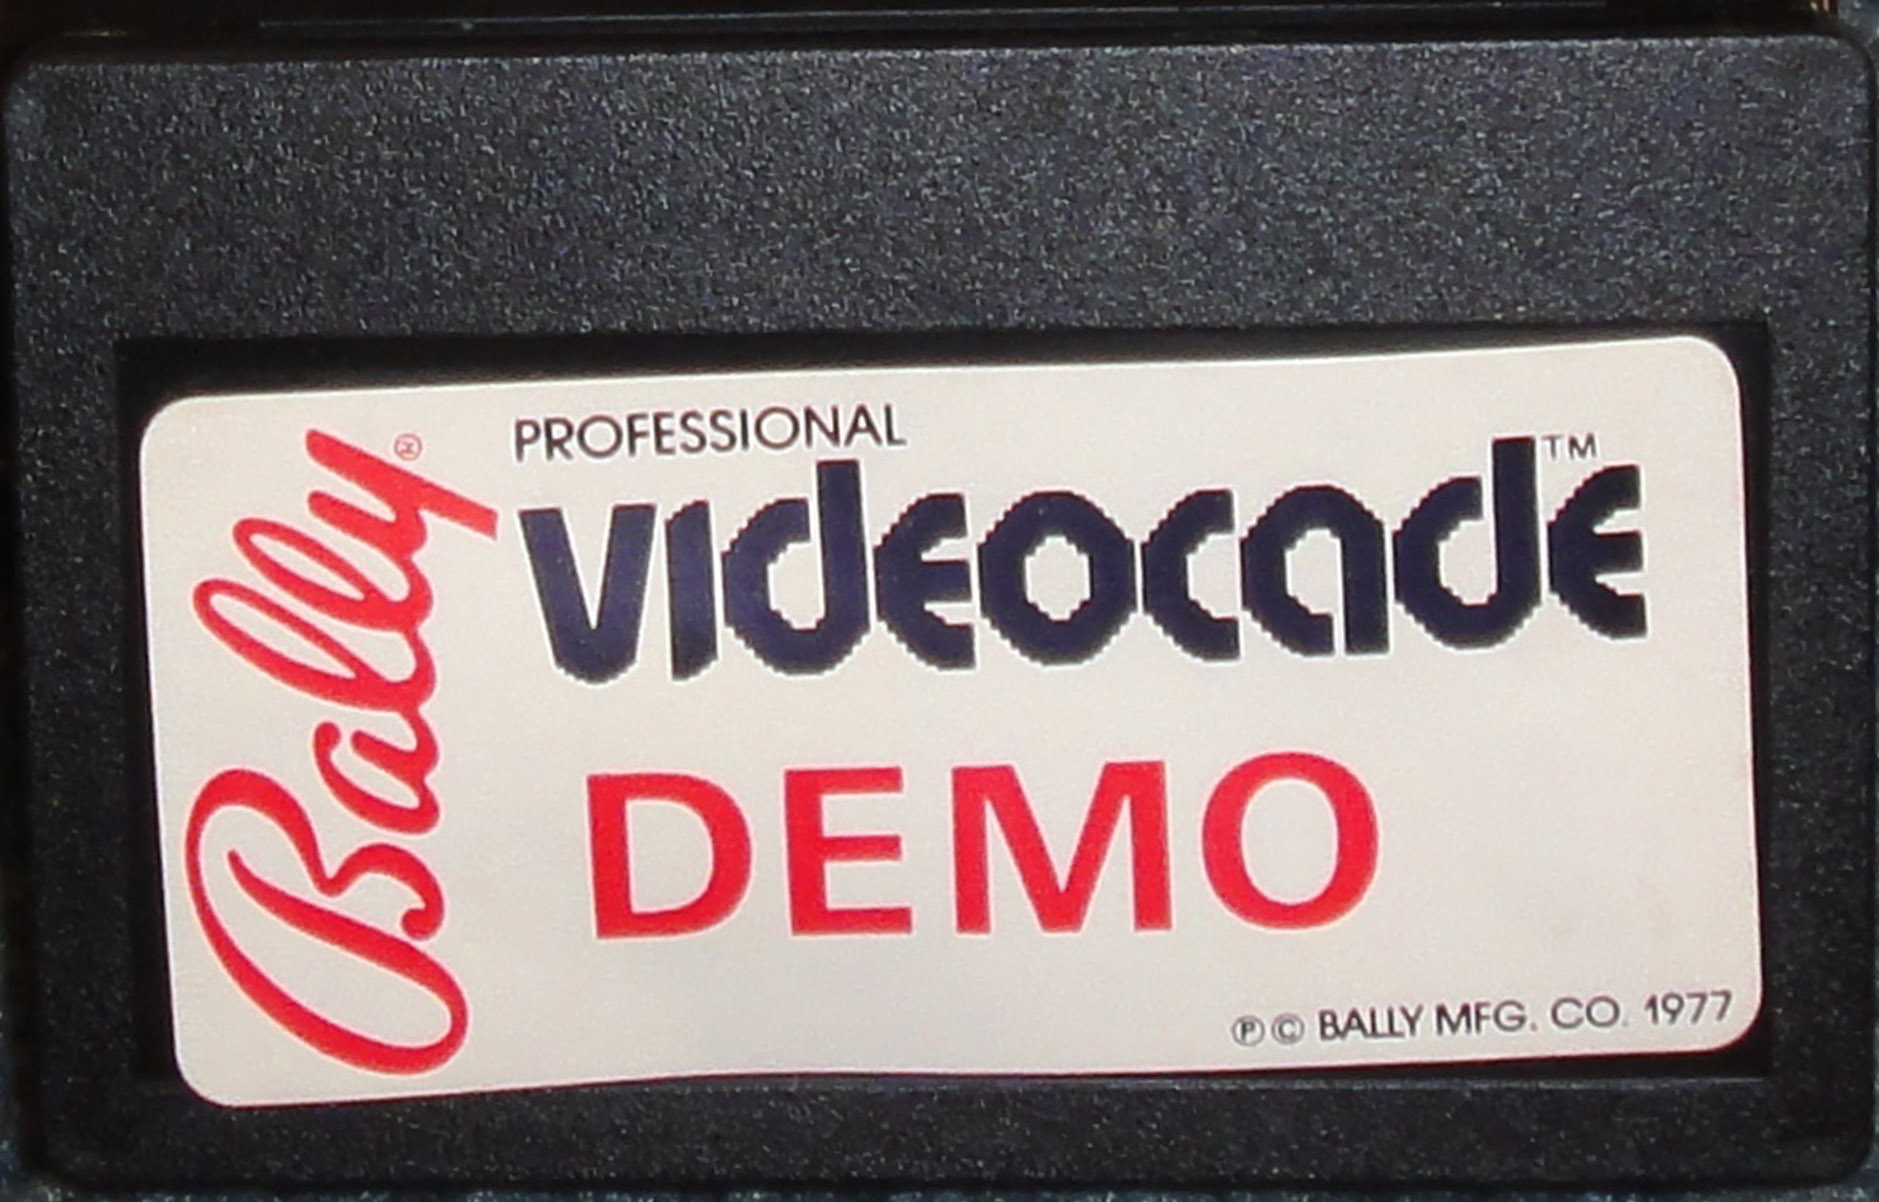 Bally®
PROFESSIONAL
VIDEOCADE™
DEMO
℗ © BALLY MFG. CO. 1977